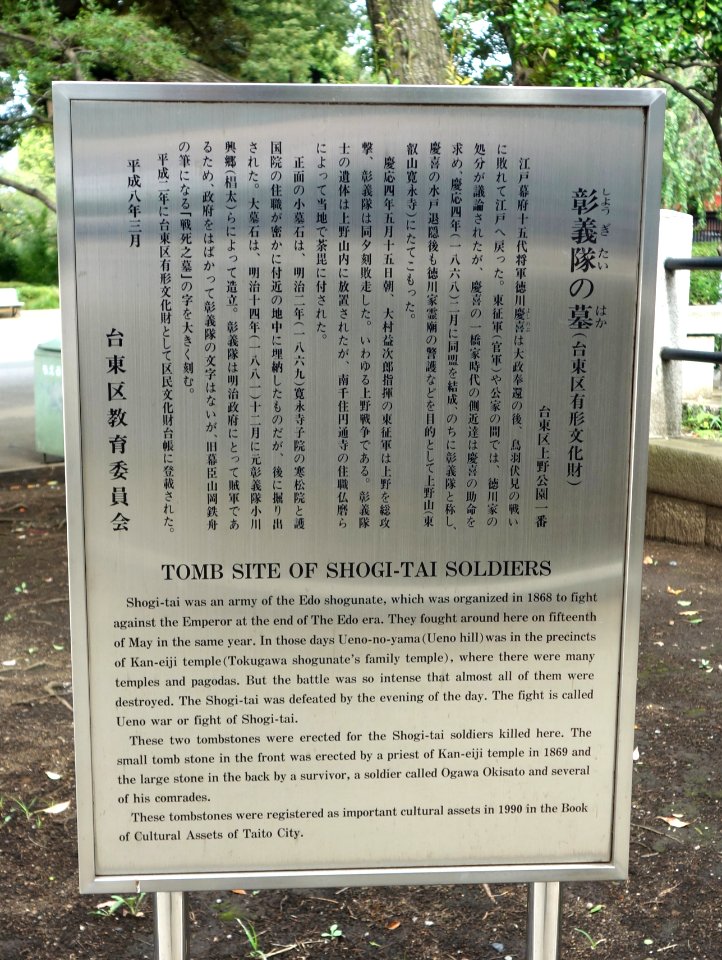 彰義隊の墓(台東区有形文化財)
しょうぎたい はか
台東区上野公園一番
江戸幕府十五代将軍徳川慶喜は大政奉還の後、鳥羽伏見の戦い
に敗れて江戸へ戻った。東征軍(官軍)や公家の間では、徳川家の
処分が議論されたが、慶喜の一橋家時代の側近達は慶喜の助命を
求め、慶応四年(一八六八)二月に同盟を結成、のちに彰義隊と称し、
慶喜の水戸退隠後も徳川家霊廟の警護などを目的として上野山(東
叡山寛永寺)にたてこもった。
慶応四年五月十五日朝、大村益次郎指揮の東征軍は上野を総攻
撃、彰義隊は同夕刻敗走した。いわゆる上野戦争である。彰義隊
士の遺体は上野山内に放置されたが、南千住円通寺の住職仏磨ら
によって当地で荼毘に付された。
正面の小墓石は、明治二年(一八六九)寛永寺子院の寒松院と護
国院の住職が密かに付近の地中に埋納したものだが、後に掘り出
された。大墓石は、明治十四年(一八八一)十二月に元彰義隊小川
興郷(椙太)らによって造立。彰義隊は明治政府にとって賊軍であ
るため、政府をはばかって彰義隊の文字はないが、旧幕臣山岡鉄舟
の筆になる「戦死之墓」の字を大きく刻む。
平成二年に台東区有形文化財として区民文化財台帳に登載された。
平成八年三月
台東区教育委員会
TOMB SITE OF SHOGI-TAI SOLDIERS
Shogi-tai was an army of the Edo shogunate, which was organized in 1868 to fight
against the Emperor at the end of The Edo era. They fought around here on fifteenth
of May in the same year. In those days Ueno-no-yama(Ueno hill)was in the precincts
of Kan-eiji temple(Tokugawa shogunate's family temple), where there were many
temples and pagodas. But the battle was so intense that almost all of them were
destroyed. The Shogi-tai was defeated by the evening of the day. The fight is called
Ueno war or fight of Shogi-tai.
These two tombstones were erected for the Shogi-tai soldiers killed here. The
small tomb stone in the front was erected by a priest of Kan-eiji temple in 1869 and
the large stone in the back by a survivor, a soldier called Ogawa Okisato and several
of his comrades.
These tombstones were registered as important cultural assets in 1990 in the Book
of Cultural Assets of Taito City.